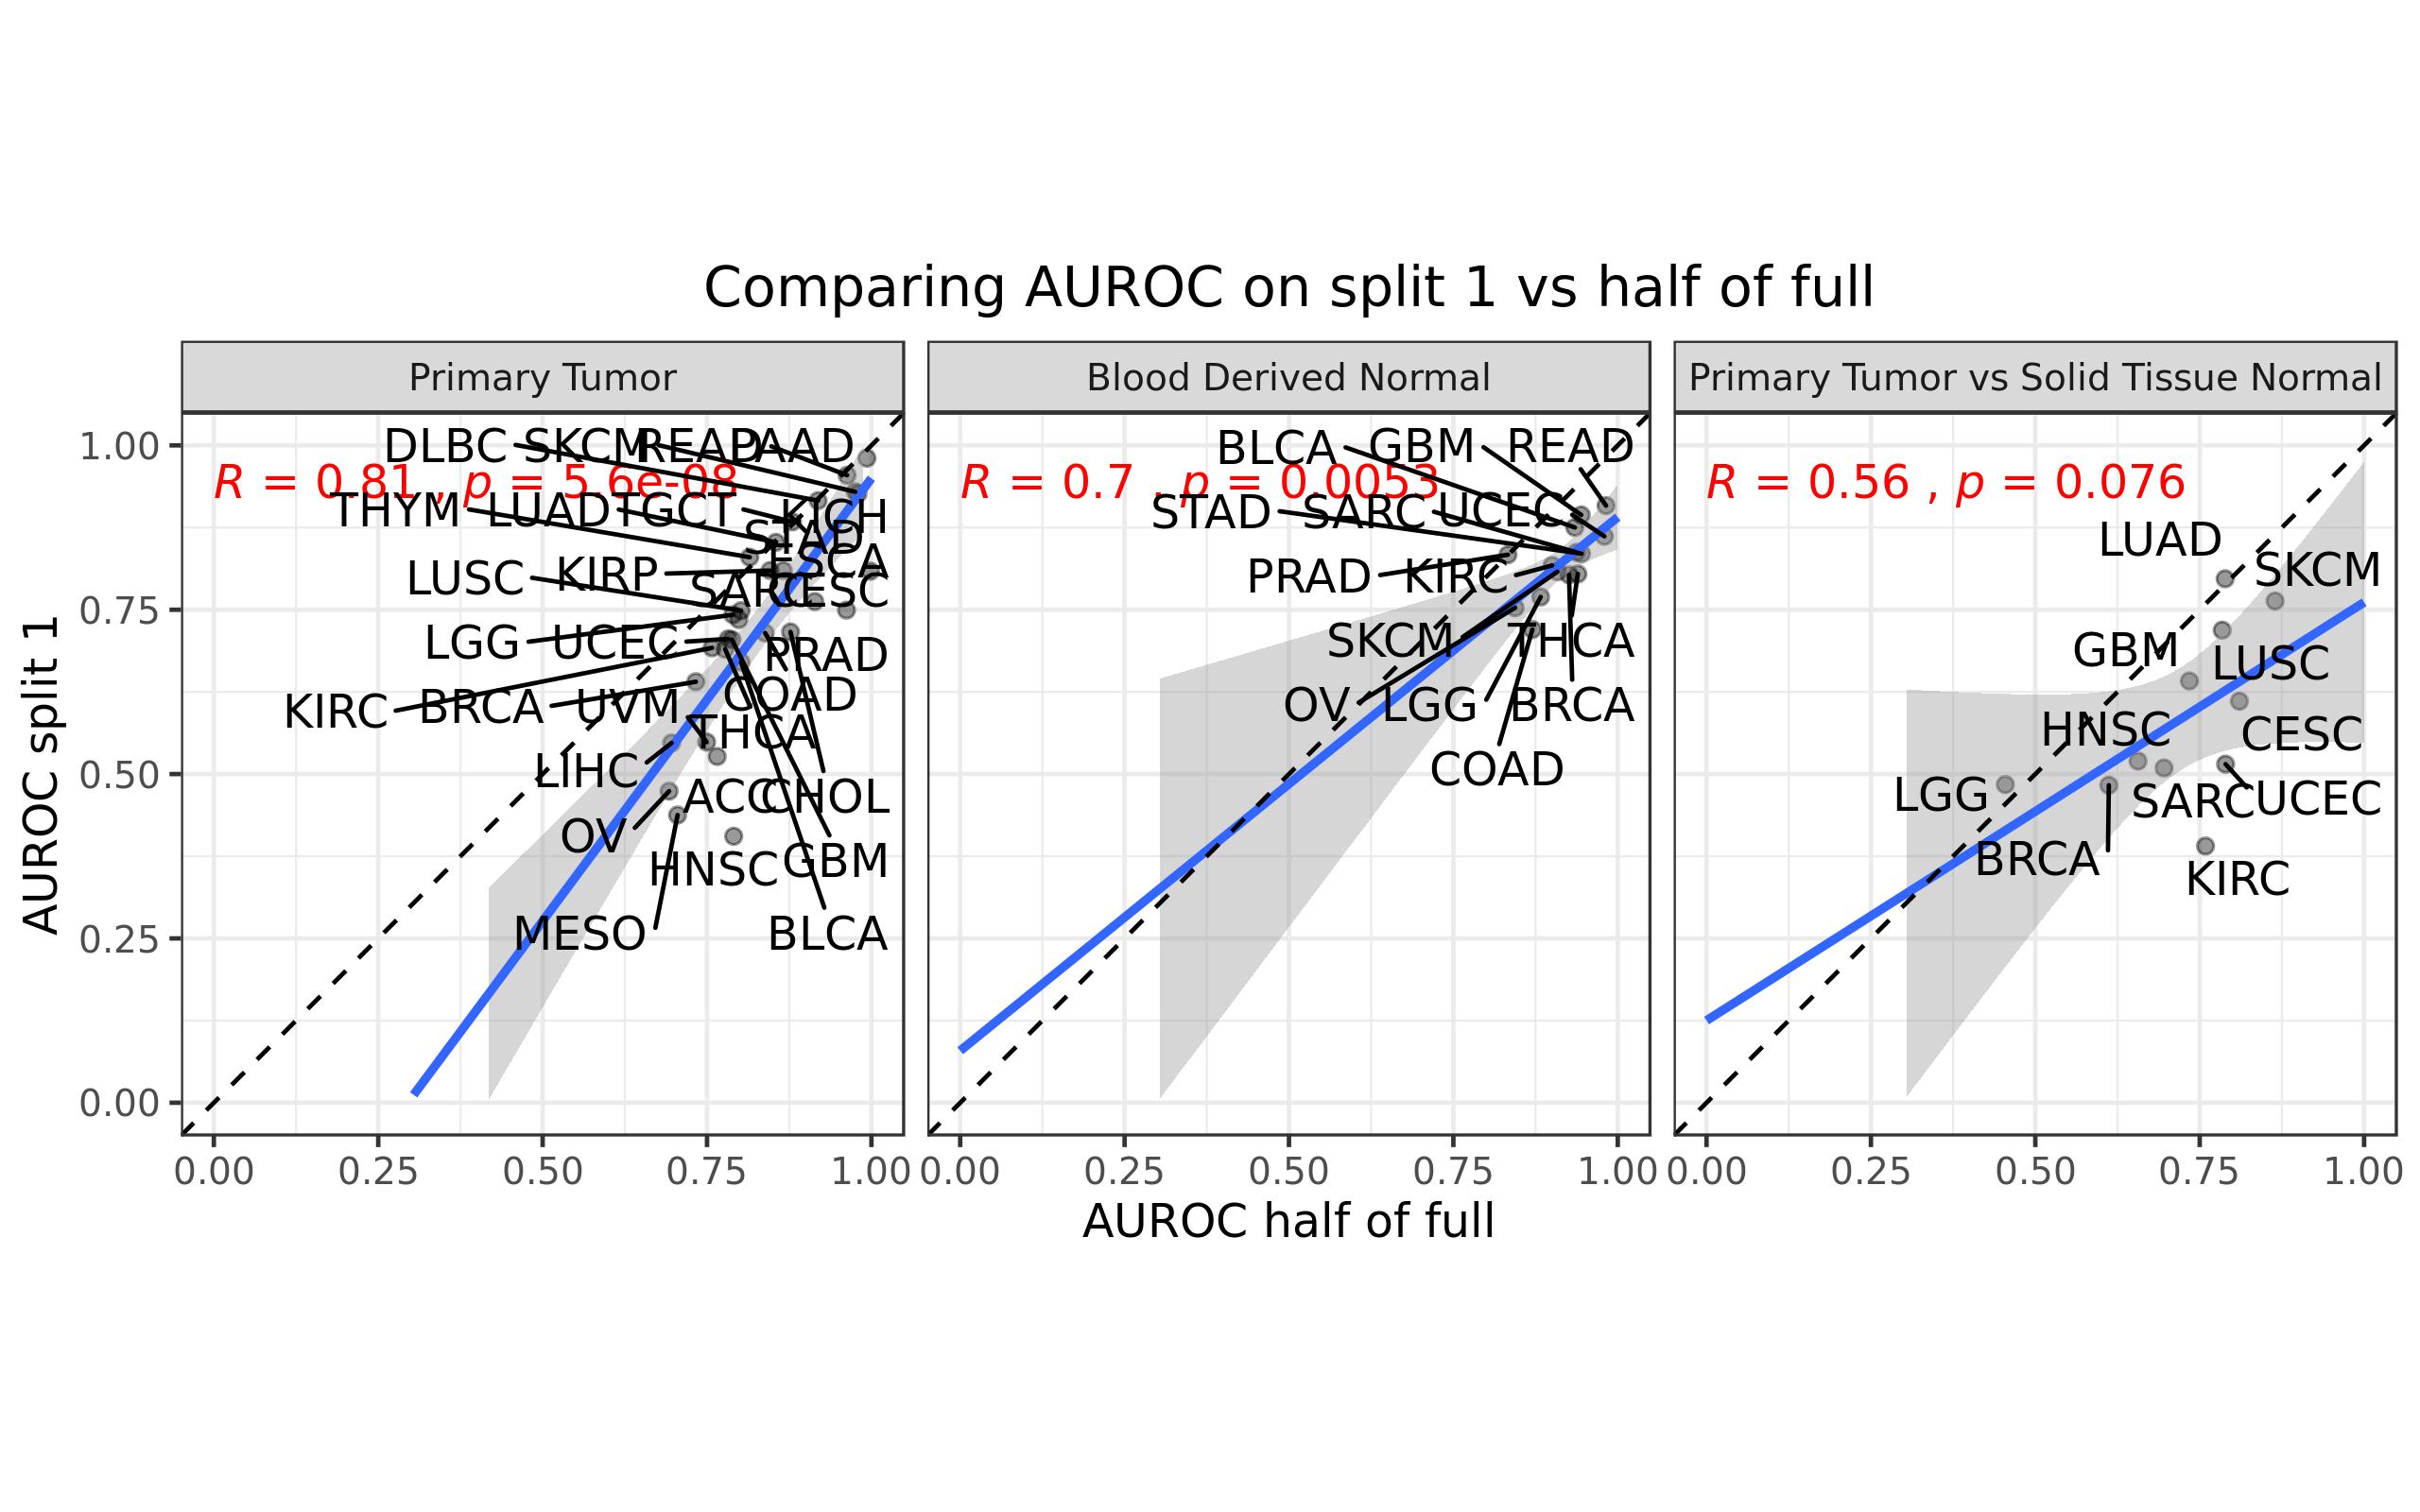 Comparing AUROC on split 1 vs half of full
Primary Tumor
Blood Derived Normal
Primary Tumor vs Solid Tissue Normal
AUROC split 1
1.00
0.75
0.50
0.25
0.00
R = 0.81 , p = 5.6e-08
DLBC
SKCM
READ
PAAD
THYM
LUAD
TGCT
KICH
STAD
ESCA
LUSC
KIRP
SARC
CESC
LGG
UCEC
PRAD
KIRC
BRCA
UVM
COAD
THCA
LIHC
ACC
CHOL
OV
HNSC
GBM
MESO
BLCA
R = 0.7 , p = 0.0053
BLCA
GBM
READ
STAD
SARC
UCEC
PRAD
KIRC
SKCM
THCA
OV
LGG
BRCA
COAD
R = 0.56 , p = 0.076
LUAD
SKCM
GBM
LUSC
HNSC
CESC
LGG
SARC
UCEC
BRCA
KIRC
0.00 0.25 0.50 0.75 1.00
0.00 0.25 0.50 0.75 1.00
0.00 0.25 0.50 0.75 1.00
AUROC half of full